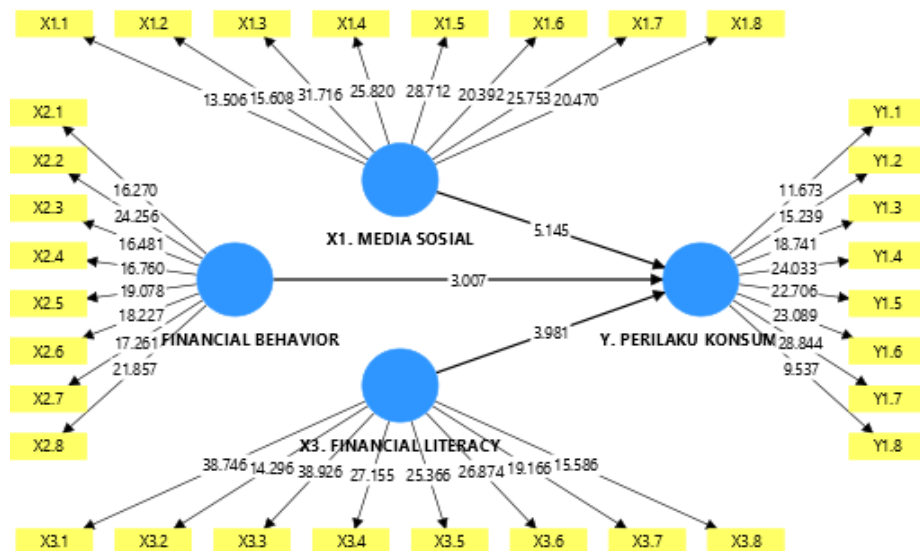 X1.1 X1.2 X1.3 X1.4 X1.5 X1.6 X1.7 X1.8
13.506 15.608 31.716 25.820 28.712 20.392 25.753 20.470
X1. MEDIA SOSIAL
X2.1
X2.2
X2.3
X2.4
X2.5
X2.6
X2.7
X2.8
16.270
24.256
16.481
16.760
19.078
18.227
17.261
21.857
FINANCIAL BEHAVIOR
5.145
3.007
3.981
Y. PERILAKU KONSUM
11.673
15.239
18.741
24.033
22.706
23.089
28.844
9.537
Y1.1
Y1.2
Y1.3
Y1.4
Y1.5
Y1.6
Y1.7
Y1.8
X3. FINANCIAL LITERACY
38.746 14.296 38.926 27.155 25.366 26.874 19.166 15.586
X3.1 X3.2 X3.3 X3.4 X3.5 X3.6 X3.7 X3.8